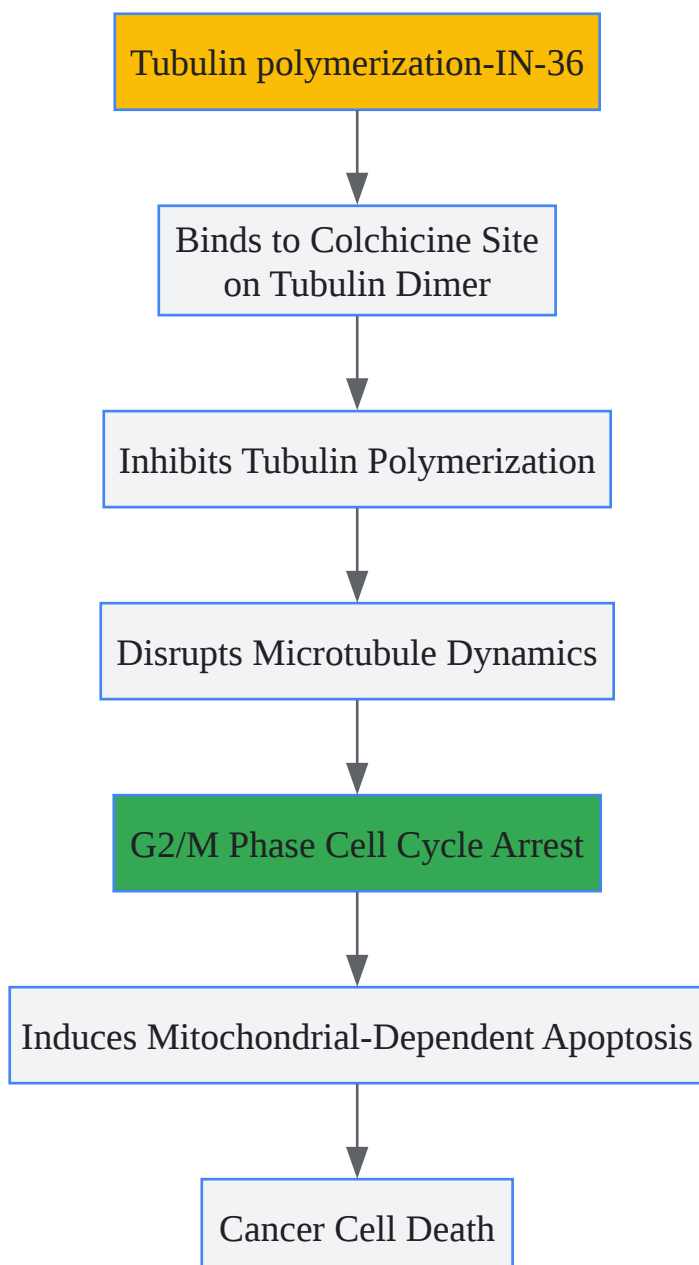 Tubulin polymerization-IN-36
Binds to Colchicine Site
on Tubulin Dimer
Inhibits Tubulin Polymerization
Disrupts Microtubule Dynamics
G2/M Phase Cell Cycle Arrest
Induces Mitochondrial-Dependent Apoptosis
Cancer Cell Death